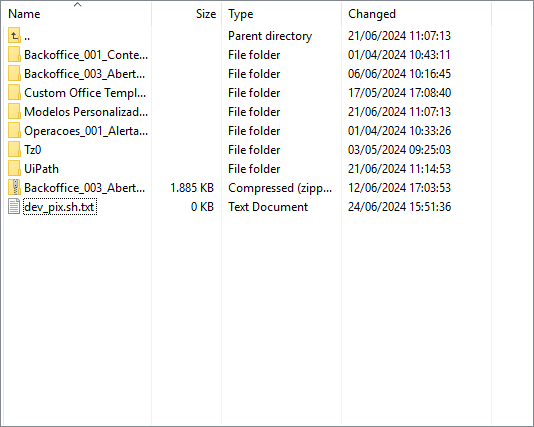 Name Size Type Changed
.. Parent directory 21/06/2024 11:07:13
Backoffice_001_Conte... File folder 01/04/2024 10:43:11
Backoffice_003_Abert... File folder 06/06/2024 10:16:45
Custom Office Templ... File folder 17/05/2024 17:08:40
Modelos Personalizad... File folder 21/06/2024 11:07:13
Operacoes_001_Alerta... File folder 01/04/2024 10:33:26
Tz0 File folder 03/05/2024 09:25:03
UiPath File folder 21/06/2024 11:14:53
Backoffice_003_Abert... 1.885 KB Compressed (zipp... 12/06/2024 17:03:53
dev_pix.sh.txt 0 KB Text Document 24/06/2024 15:51:36